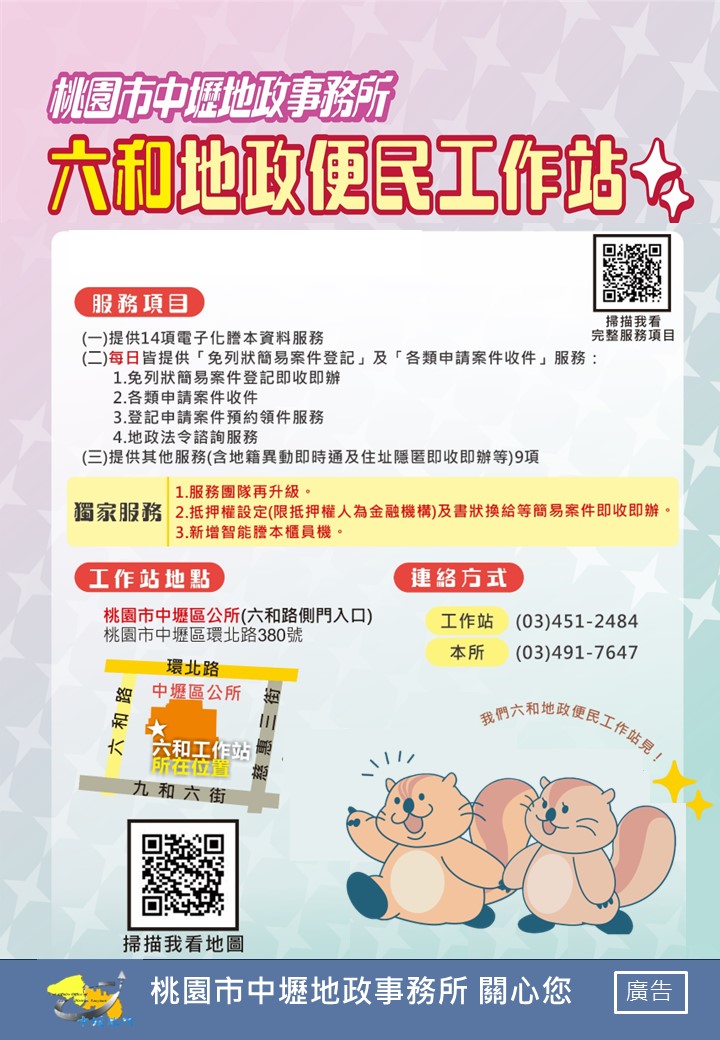 桃園市中壢地政事務所
六和地政便民工作站
掃描我看
完整服務項目
服務項目
(一)提供14項電子化謄本資料服務
(二)每日皆提供「免列狀簡易案件登記」及「各類申請案件收件」服務：
1.免列狀簡易案件登記即收即辦
2.各類申請案件收件
3.登記申請案件預約領件服務
4.地政法令諮詢服務
(三)提供其他服務(含地籍異動即時通及住址隱匿即收即辦等)9項
獨家服務
1.服務團隊再升級。
2.抵押權設定(限抵押權人為金融機構)及書狀換給等簡易案件即收即辦。
3.新增智能謄本櫃員機。
工作站地點
桃園市中壢區公所(六和路側門入口)
桃園市中壢區環北路380號
環北路
中壢區公所
六和路
慈惠三街
六和工作站
所在位置
九和六街
掃描我看地圖
連絡方式
工作站 (03)451-2484
本所 (03)491-7647
我們六和地政便民工作站見！
桃園市中壢地政事務所 關心您
廣告